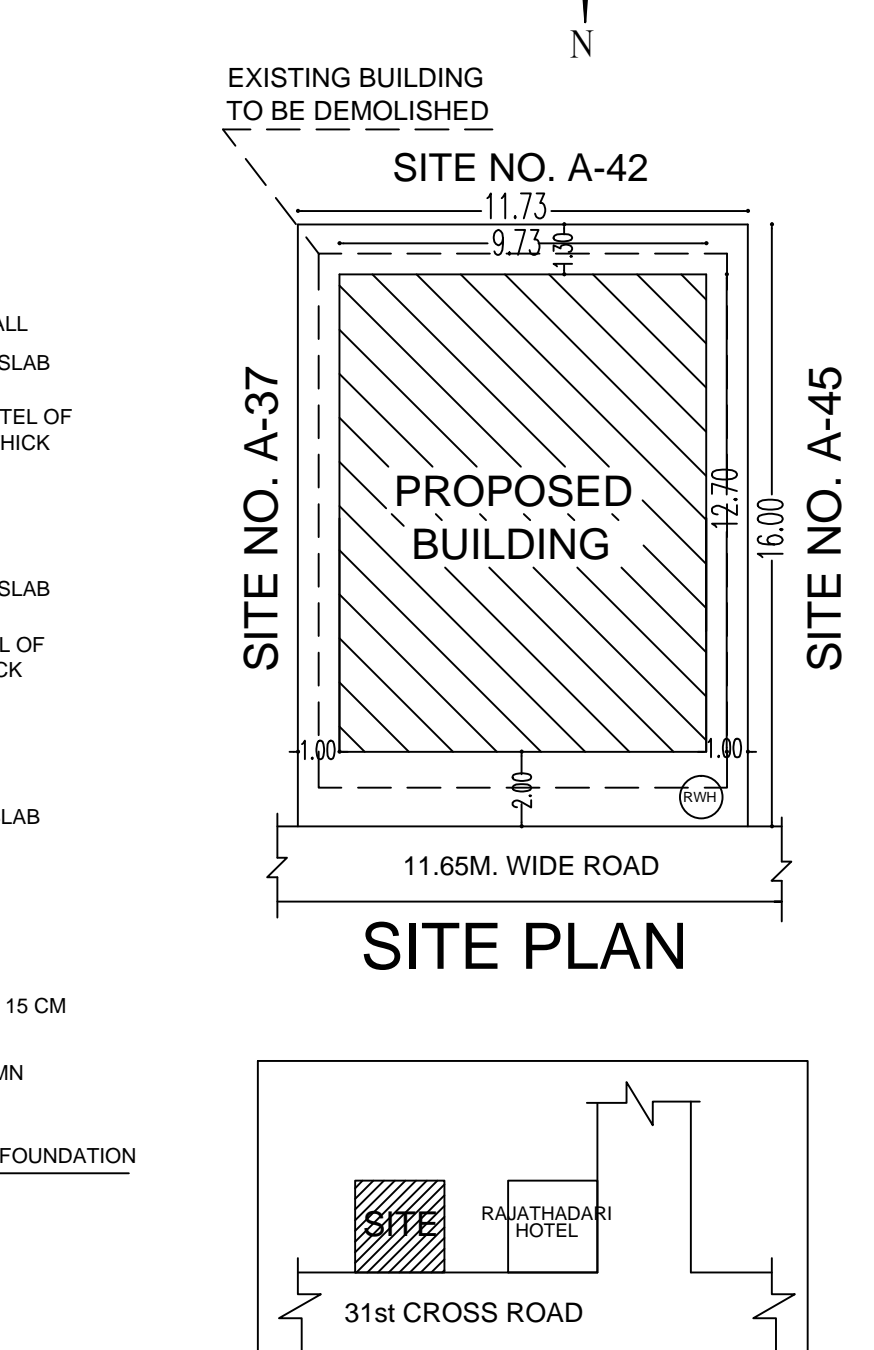 N
EXISTING BUILDING
TO BE DEMOLISHED
SITE NO. A-42
11.73
9.73
1.30
ALL
SLAB
TEL OF
HICK
SITE NO. A-37
PROPOSED
BUILDING
12.70
16.00
SITE NO. A-45
SLAB
L OF
CK
1.00
2.00
1.00
RWH
LAB
11.65M. WIDE ROAD
SITE PLAN
15 CM
MN
FOUNDATION
SITE
RAJATHADARI
HOTEL
31st CROSS ROAD